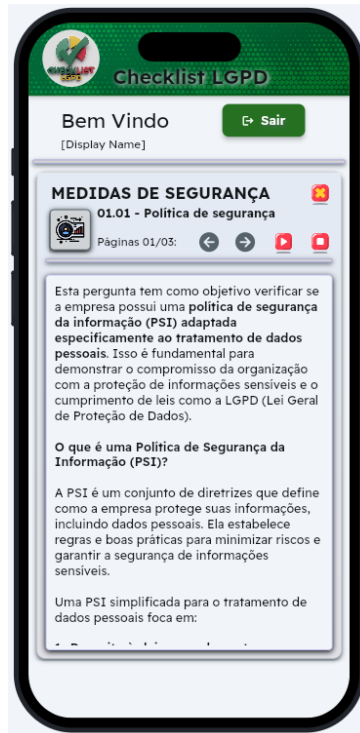 CHECKLIST
LGPD
Checklist LGPD
Bem Vindo
Sair
[Display Name]
MEDIDAS DE SEGURANÇA
01.01 - Política de segurança
Páginas 01/03:
Esta pergunta tem como objetivo verificar se
a empresa possui uma política de segurança
da informação (PSI) adaptada
especificamente ao tratamento de dados
pessoais. Isso é fundamental para
demonstrar o compromisso da organização
com a proteção de informações sensíveis e o
cumprimento de leis como a LGPD (Lei Geral
de Proteção de Dados).
O que é uma Política de Segurança da
Informação (PSI)?
A PSI é um conjunto de diretrizes que define
como a empresa protege suas informações,
incluindo dados pessoais. Ela estabelece
regras e boas práticas para minimizar riscos e
garantir a segurança de informações
sensíveis.
Uma PSI simplificada para o tratamento de
dados pessoais foca em: